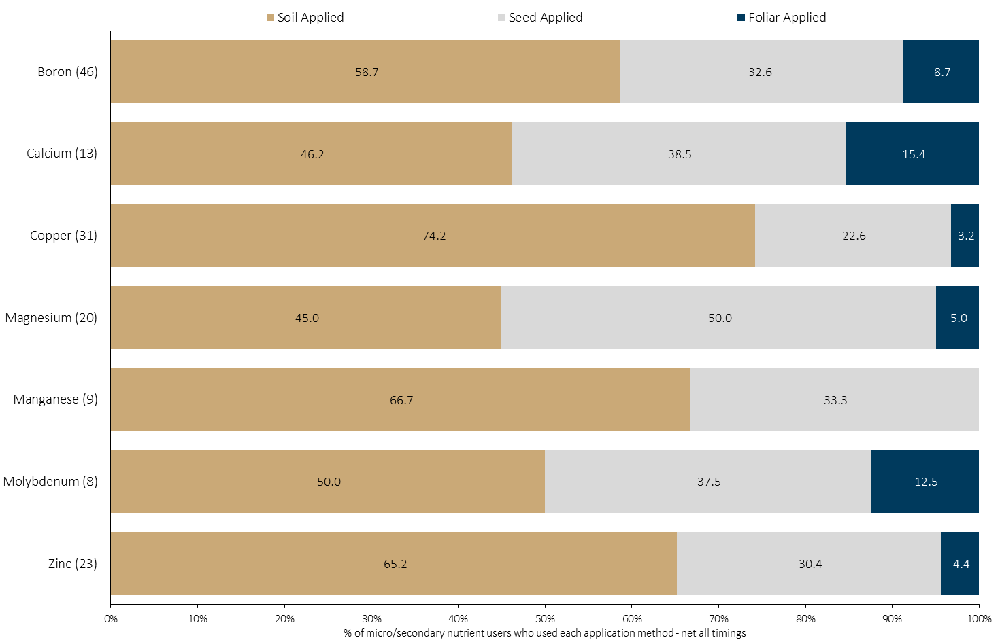 Soil Applied Seed Applied Foliar Applied
Boron (46) 58.7 32.6 8.7
Calcium (13) 46.2 38.5 15.4
Copper (31) 74.2 22.6 3.2
Magnesium (20) 45.0 50.0 5.0
Manganese (9) 66.7 33.3
Molybdenum (8) 50.0 37.5 12.5
Zinc (23) 65.2 30.4 4.4
0% 10% 20% 30% 40% 50% 60% 70% 80% 90% 100%
% of micro/secondary nutrient users who used each application method - net all timings